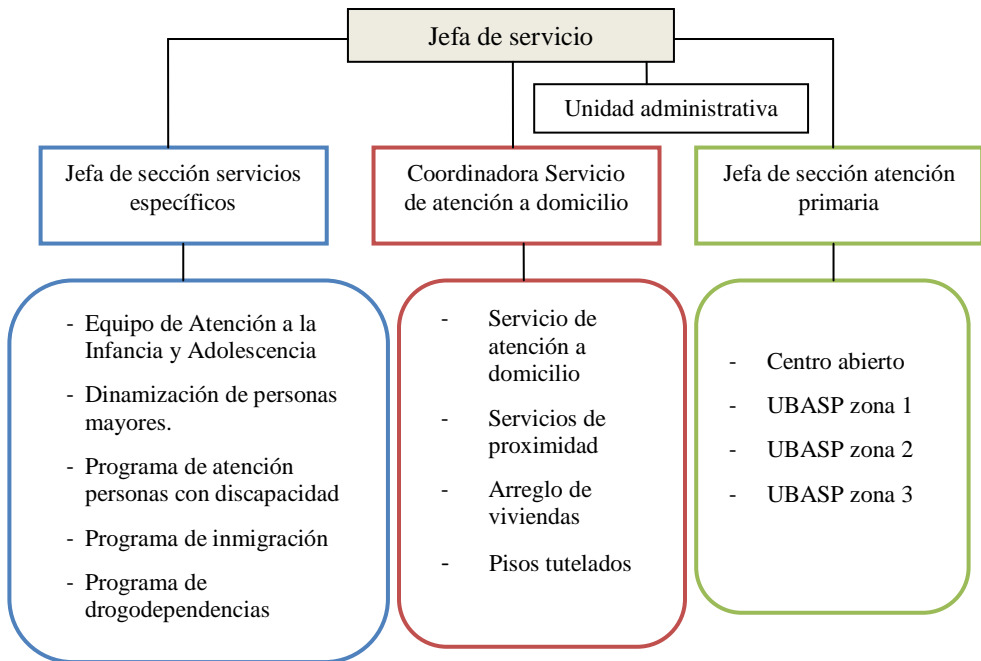 Jefa de servicio
Unidad administrativa
Jefa de sección servicios
específicos
Coordinadora Servicio
de atención a domicilio
Jefa de sección atención
primaria
- Equipo de Atención a la
Infancia y Adolescencia
- Dinamización de personas
mayores.
- Programa de atención
personas con discapacidad
- Programa de inmigración
- Programa de
drogodependencias
- Servicio de
atención a
domicilio
- Servicios de
proximidad
- Arreglo de
viviendas
- Pisos tutelados
- Centro abierto
- UBASP zona 1
- UBASP zona 2
- UBASP zona 3